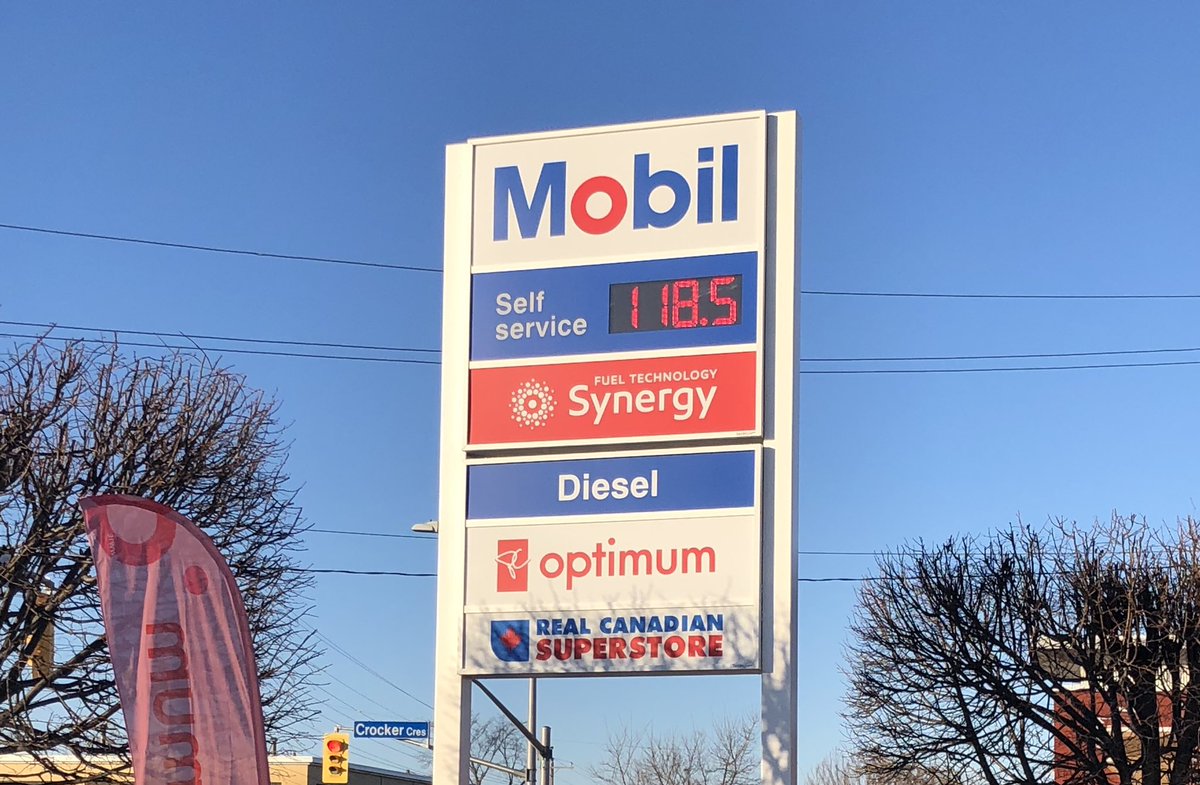 Mobil
Self
service
118.5
FUEL TECHNOLOGY
Synergy
Diesel
optimum
REAL CANADIAN
SUPERSTORE
Crocker Cres